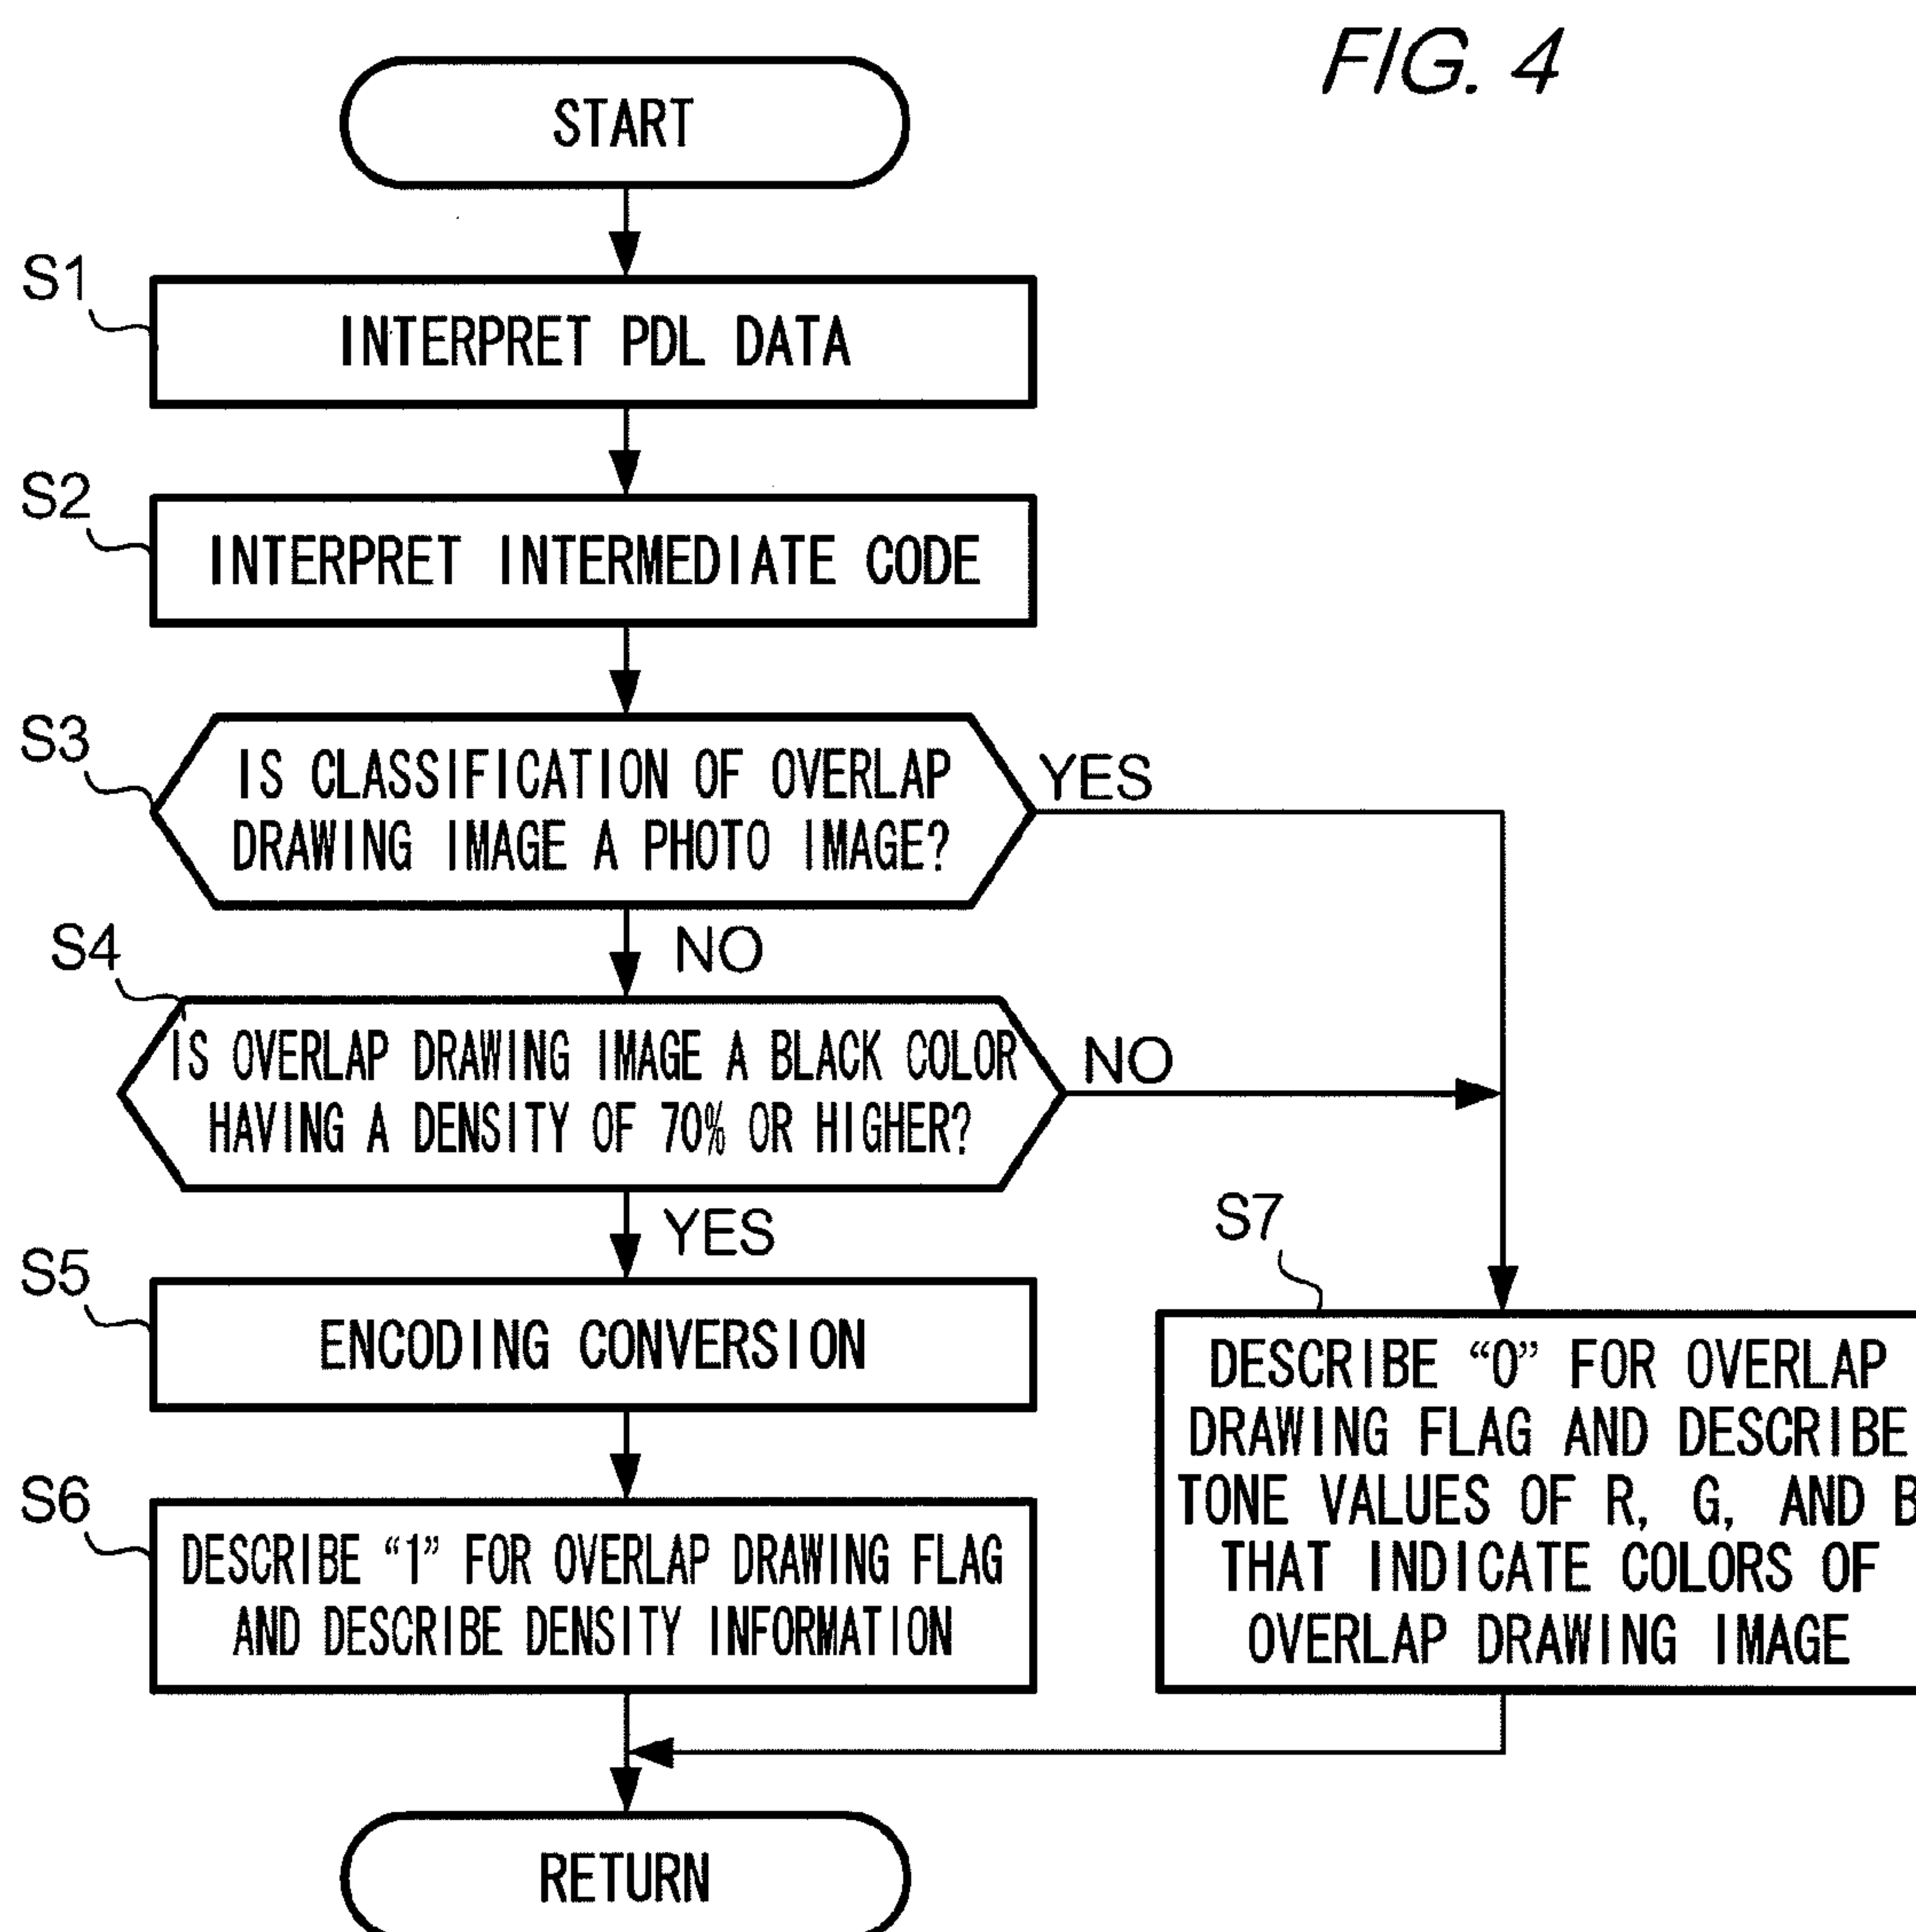 FIG. 4
START
S1
INTERPRET PDL DATA
S2
INTERPRET INTERMEDIATE CODE
S3
IS CLASSIFICATION OF OVERLAP
DRAWING IMAGE A PHOTO IMAGE?
YES
NO
S4
IS OVERLAP DRAWING IMAGE A BLACK COLOR
HAVING A DENSITY OF 70% OR HIGHER?
NO
YES
S5
ENCODING CONVERSION
S6
DESCRIBE “1” FOR OVERLAP DRAWING FLAG
AND DESCRIBE DENSITY INFORMATION
S7
DESCRIBE “0” FOR OVERLAP
DRAWING FLAG AND DESCRIBE
TONE VALUES OF R, G, AND B
THAT INDICATE COLORS OF
OVERLAP DRAWING IMAGE
RETURN